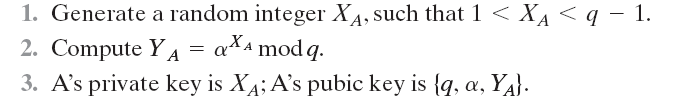 1. Generate a random integer X_A, such that 1 < X_A < q − 1.
2. Compute Y_A = α^{X_A} mod q.
3. A's private key is X_A; A's pubic key is {q, α, Y_A}.